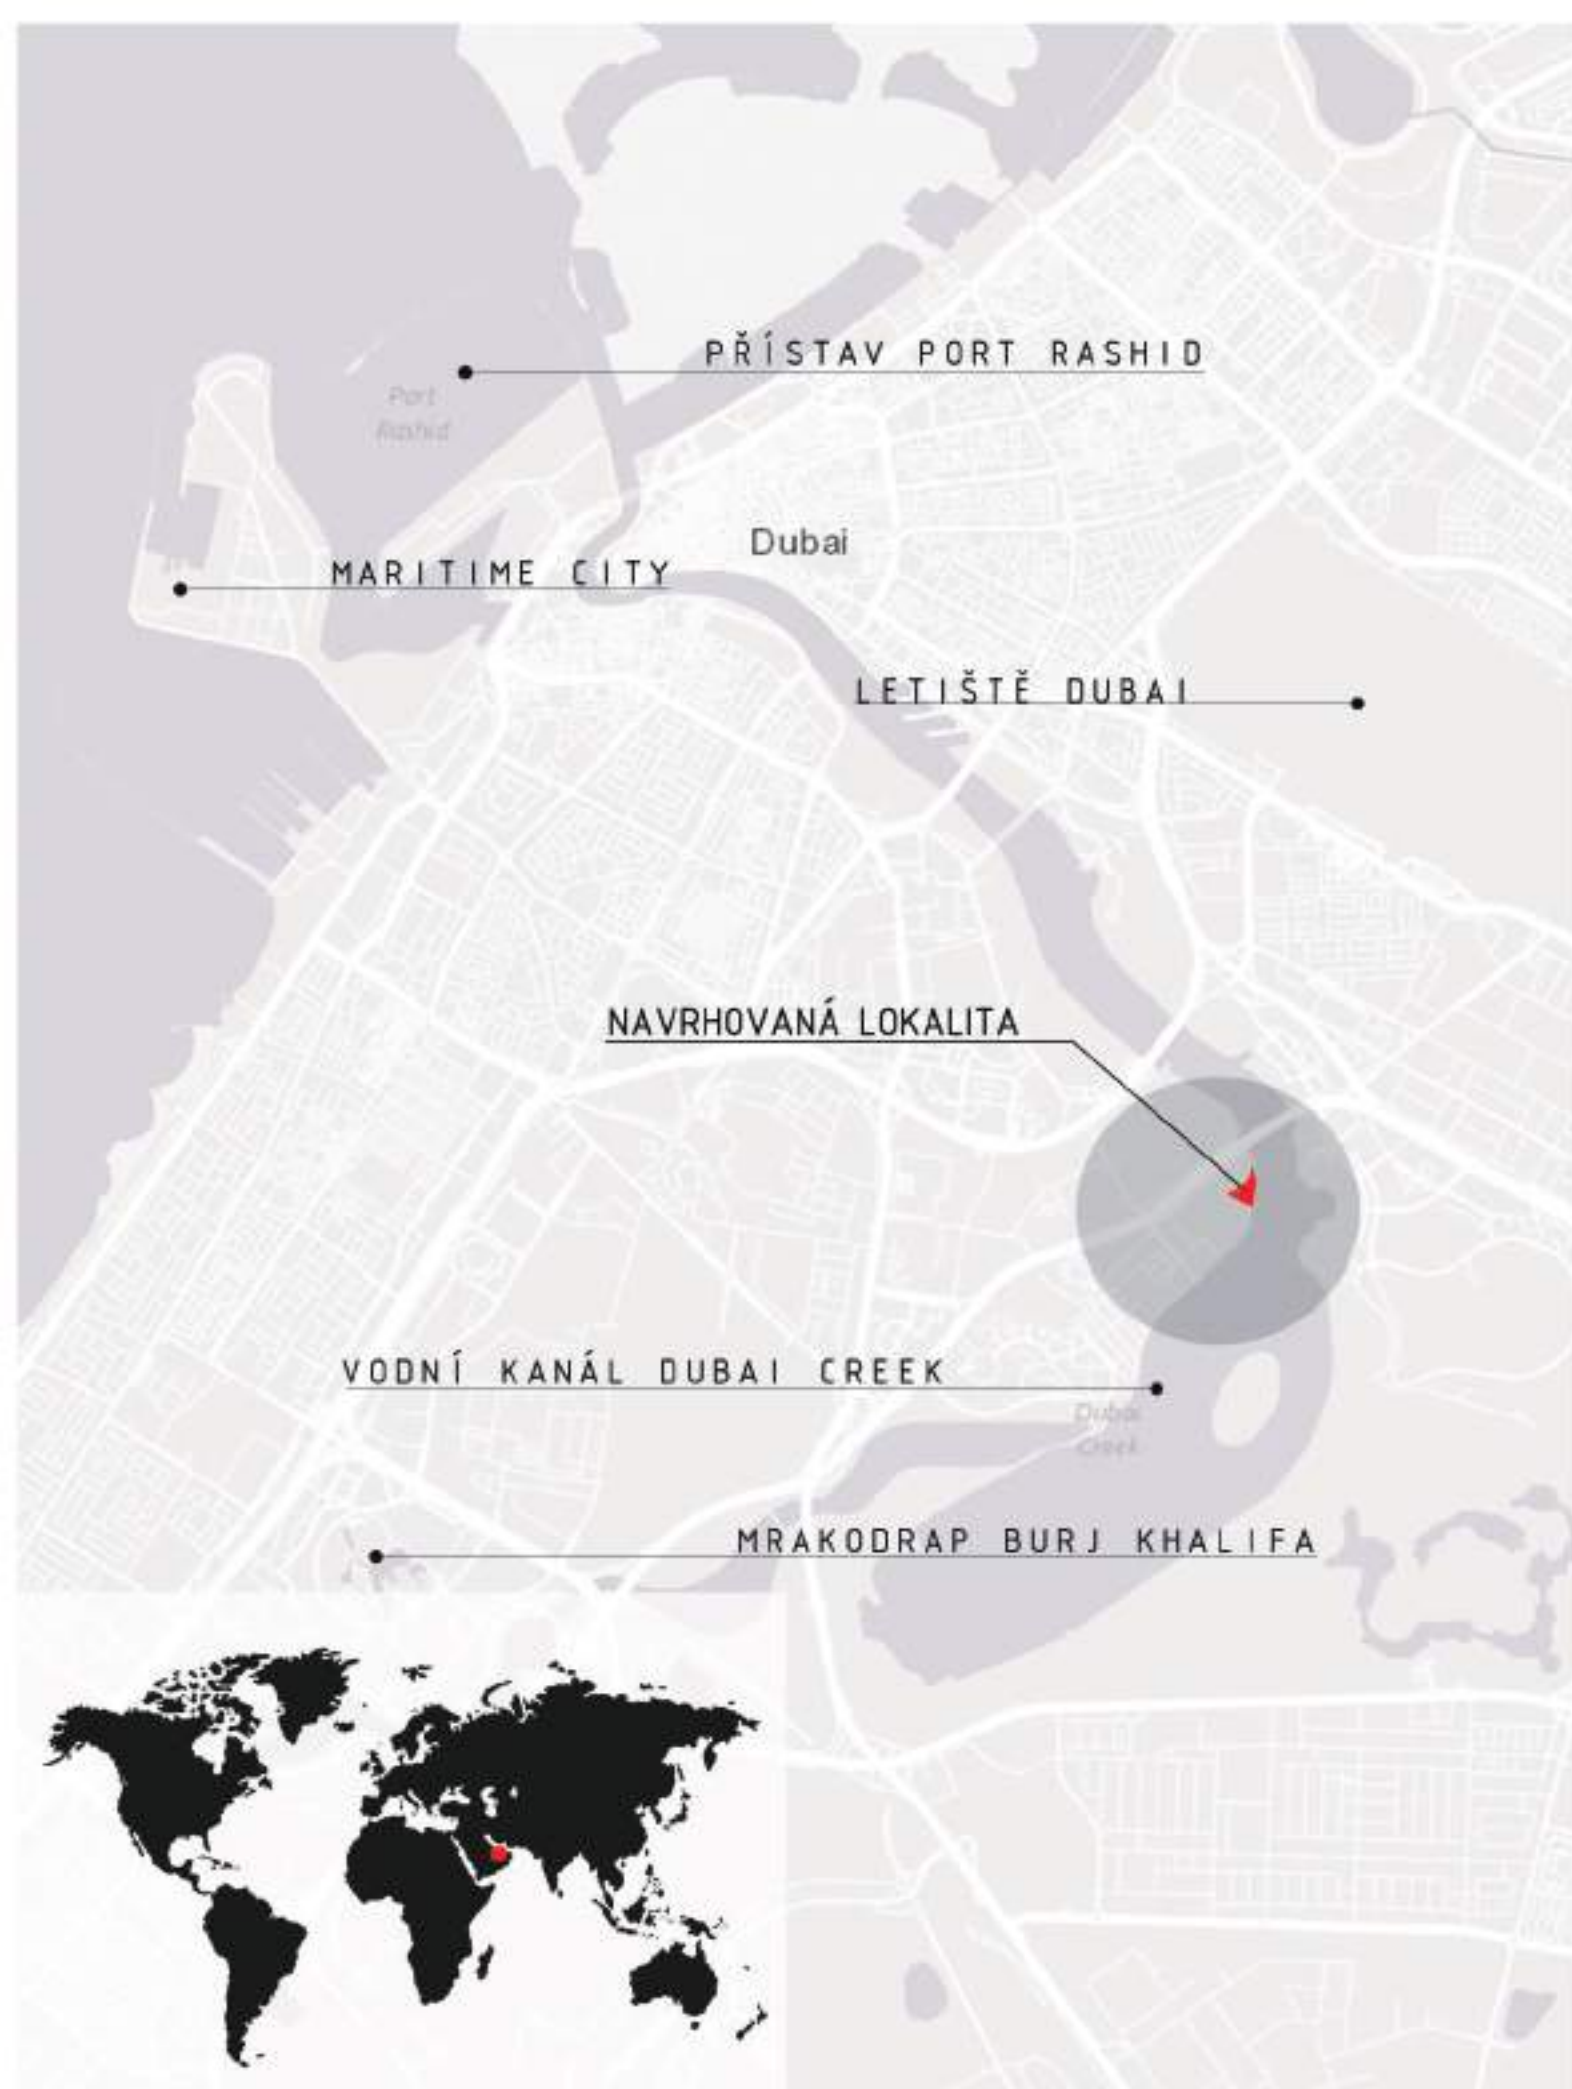 PŘÍSTAV PORT RASHID
Port
Rashid
Dubai
MARITIME CITY
LETIŠTĚ DUBAI
NAVRHOVANÁ LOKALITA
VODNÍ KANÁL DUBAI CREEK
Dubai
Creek
MRAKODRAP BURJ KHALIFA